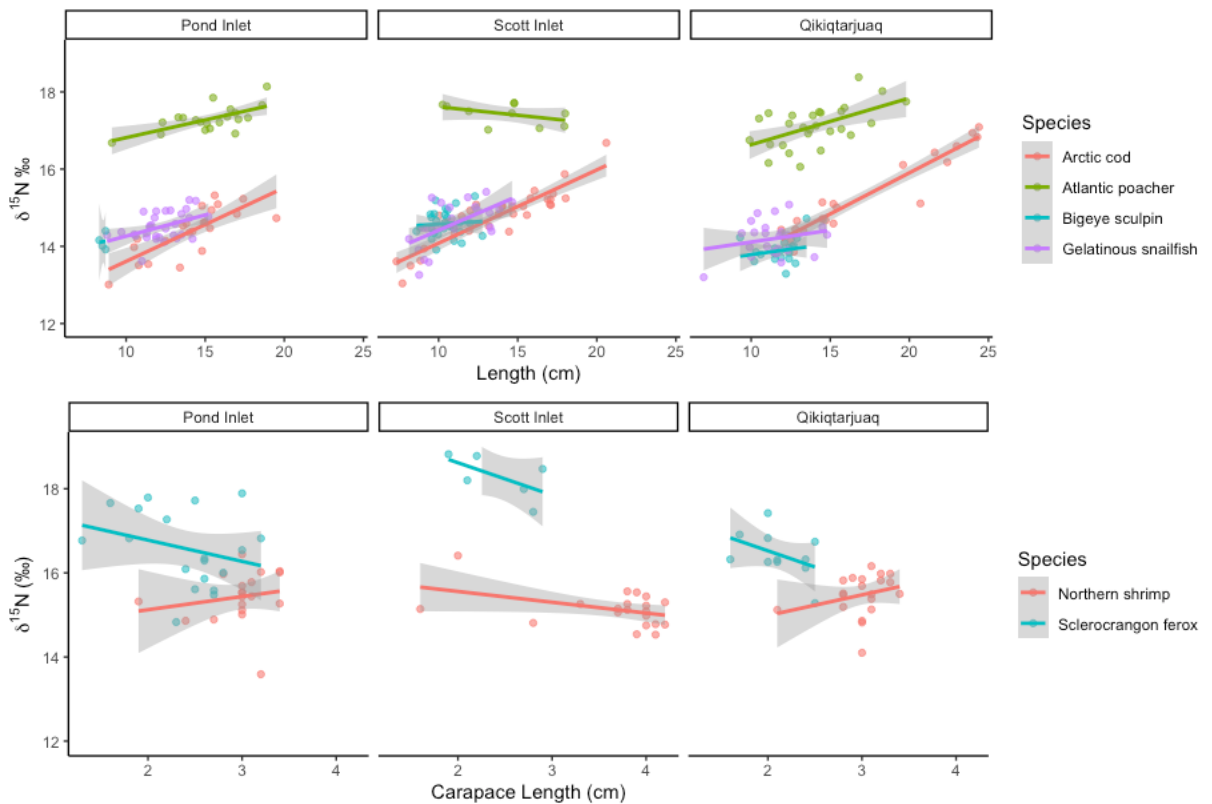 Pond Inlet
Scott Inlet
Qikiqtarjuaq
18
16
14
12
δ15N ‰
10 15 20 25
10 15 20 25
10 15 20 25
Length (cm)
Species
Arctic cod
Atlantic poacher
Bigeye sculpin
Gelatinous snailfish
Pond Inlet
Scott Inlet
Qikiqtarjuaq
18
16
14
12
δ15N (‰)
2 3 4
2 3 4
2 3 4
Carapace Length (cm)
Species
Northern shrimp
Sclerocrangon ferox